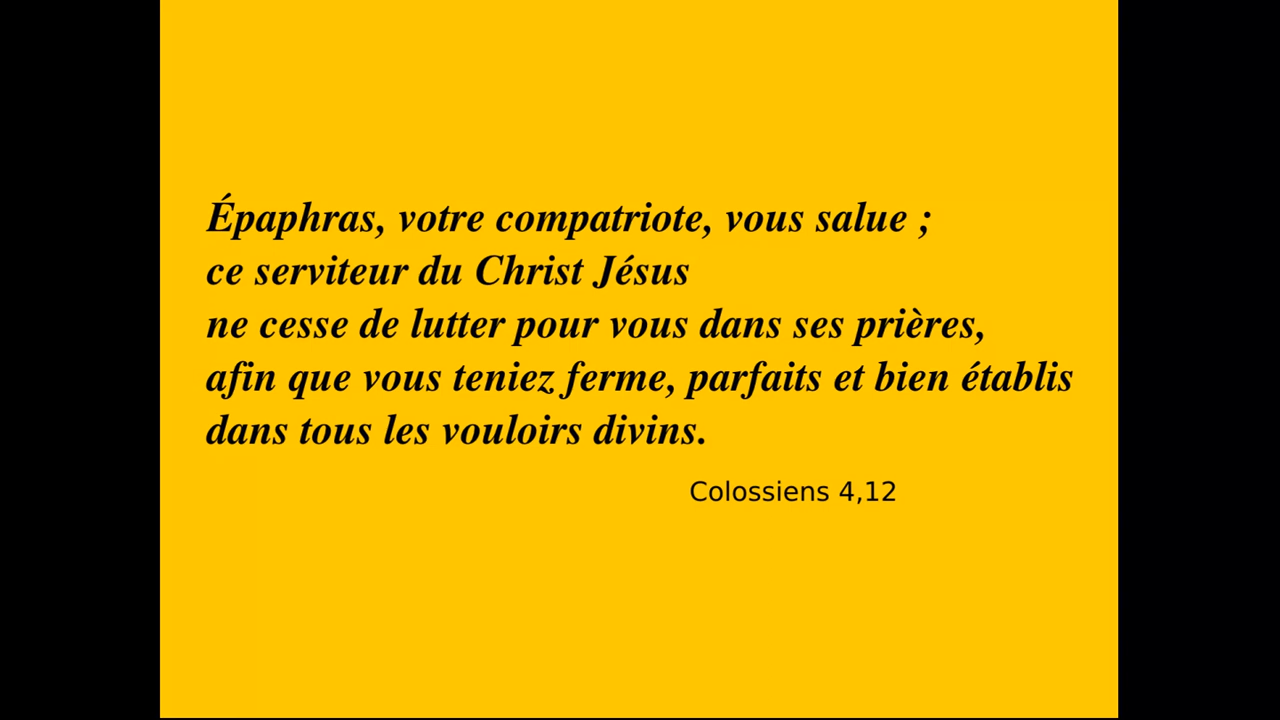 Épaphras, votre compatriote, vous salue ;
ce serviteur du Christ Jésus
ne cesse de lutter pour vous dans ses prières,
afin que vous teniez ferme, parfaits et bien établis
dans tous les vouloirs divins.
Colossiens 4,12